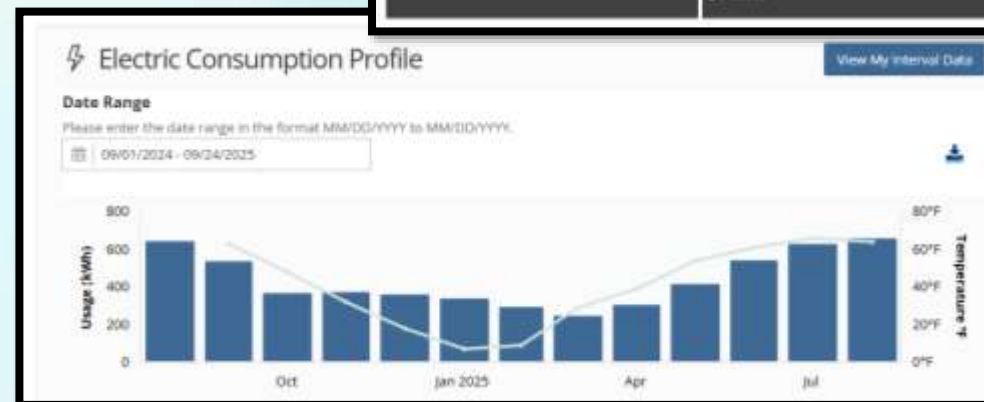 Electric Consumption Profile
View My Interval Data
Date Range
Please enter the date range in the format MM/DD/YYYY to MM/DD/YYYY.
09/01/2024 - 09/24/2025
800
600
400
200
0
Usage (kWh)
80°F
60°F
40°F
20°F
0°F
Temperature °F
Oct
Jan 2025
Apr
Jul